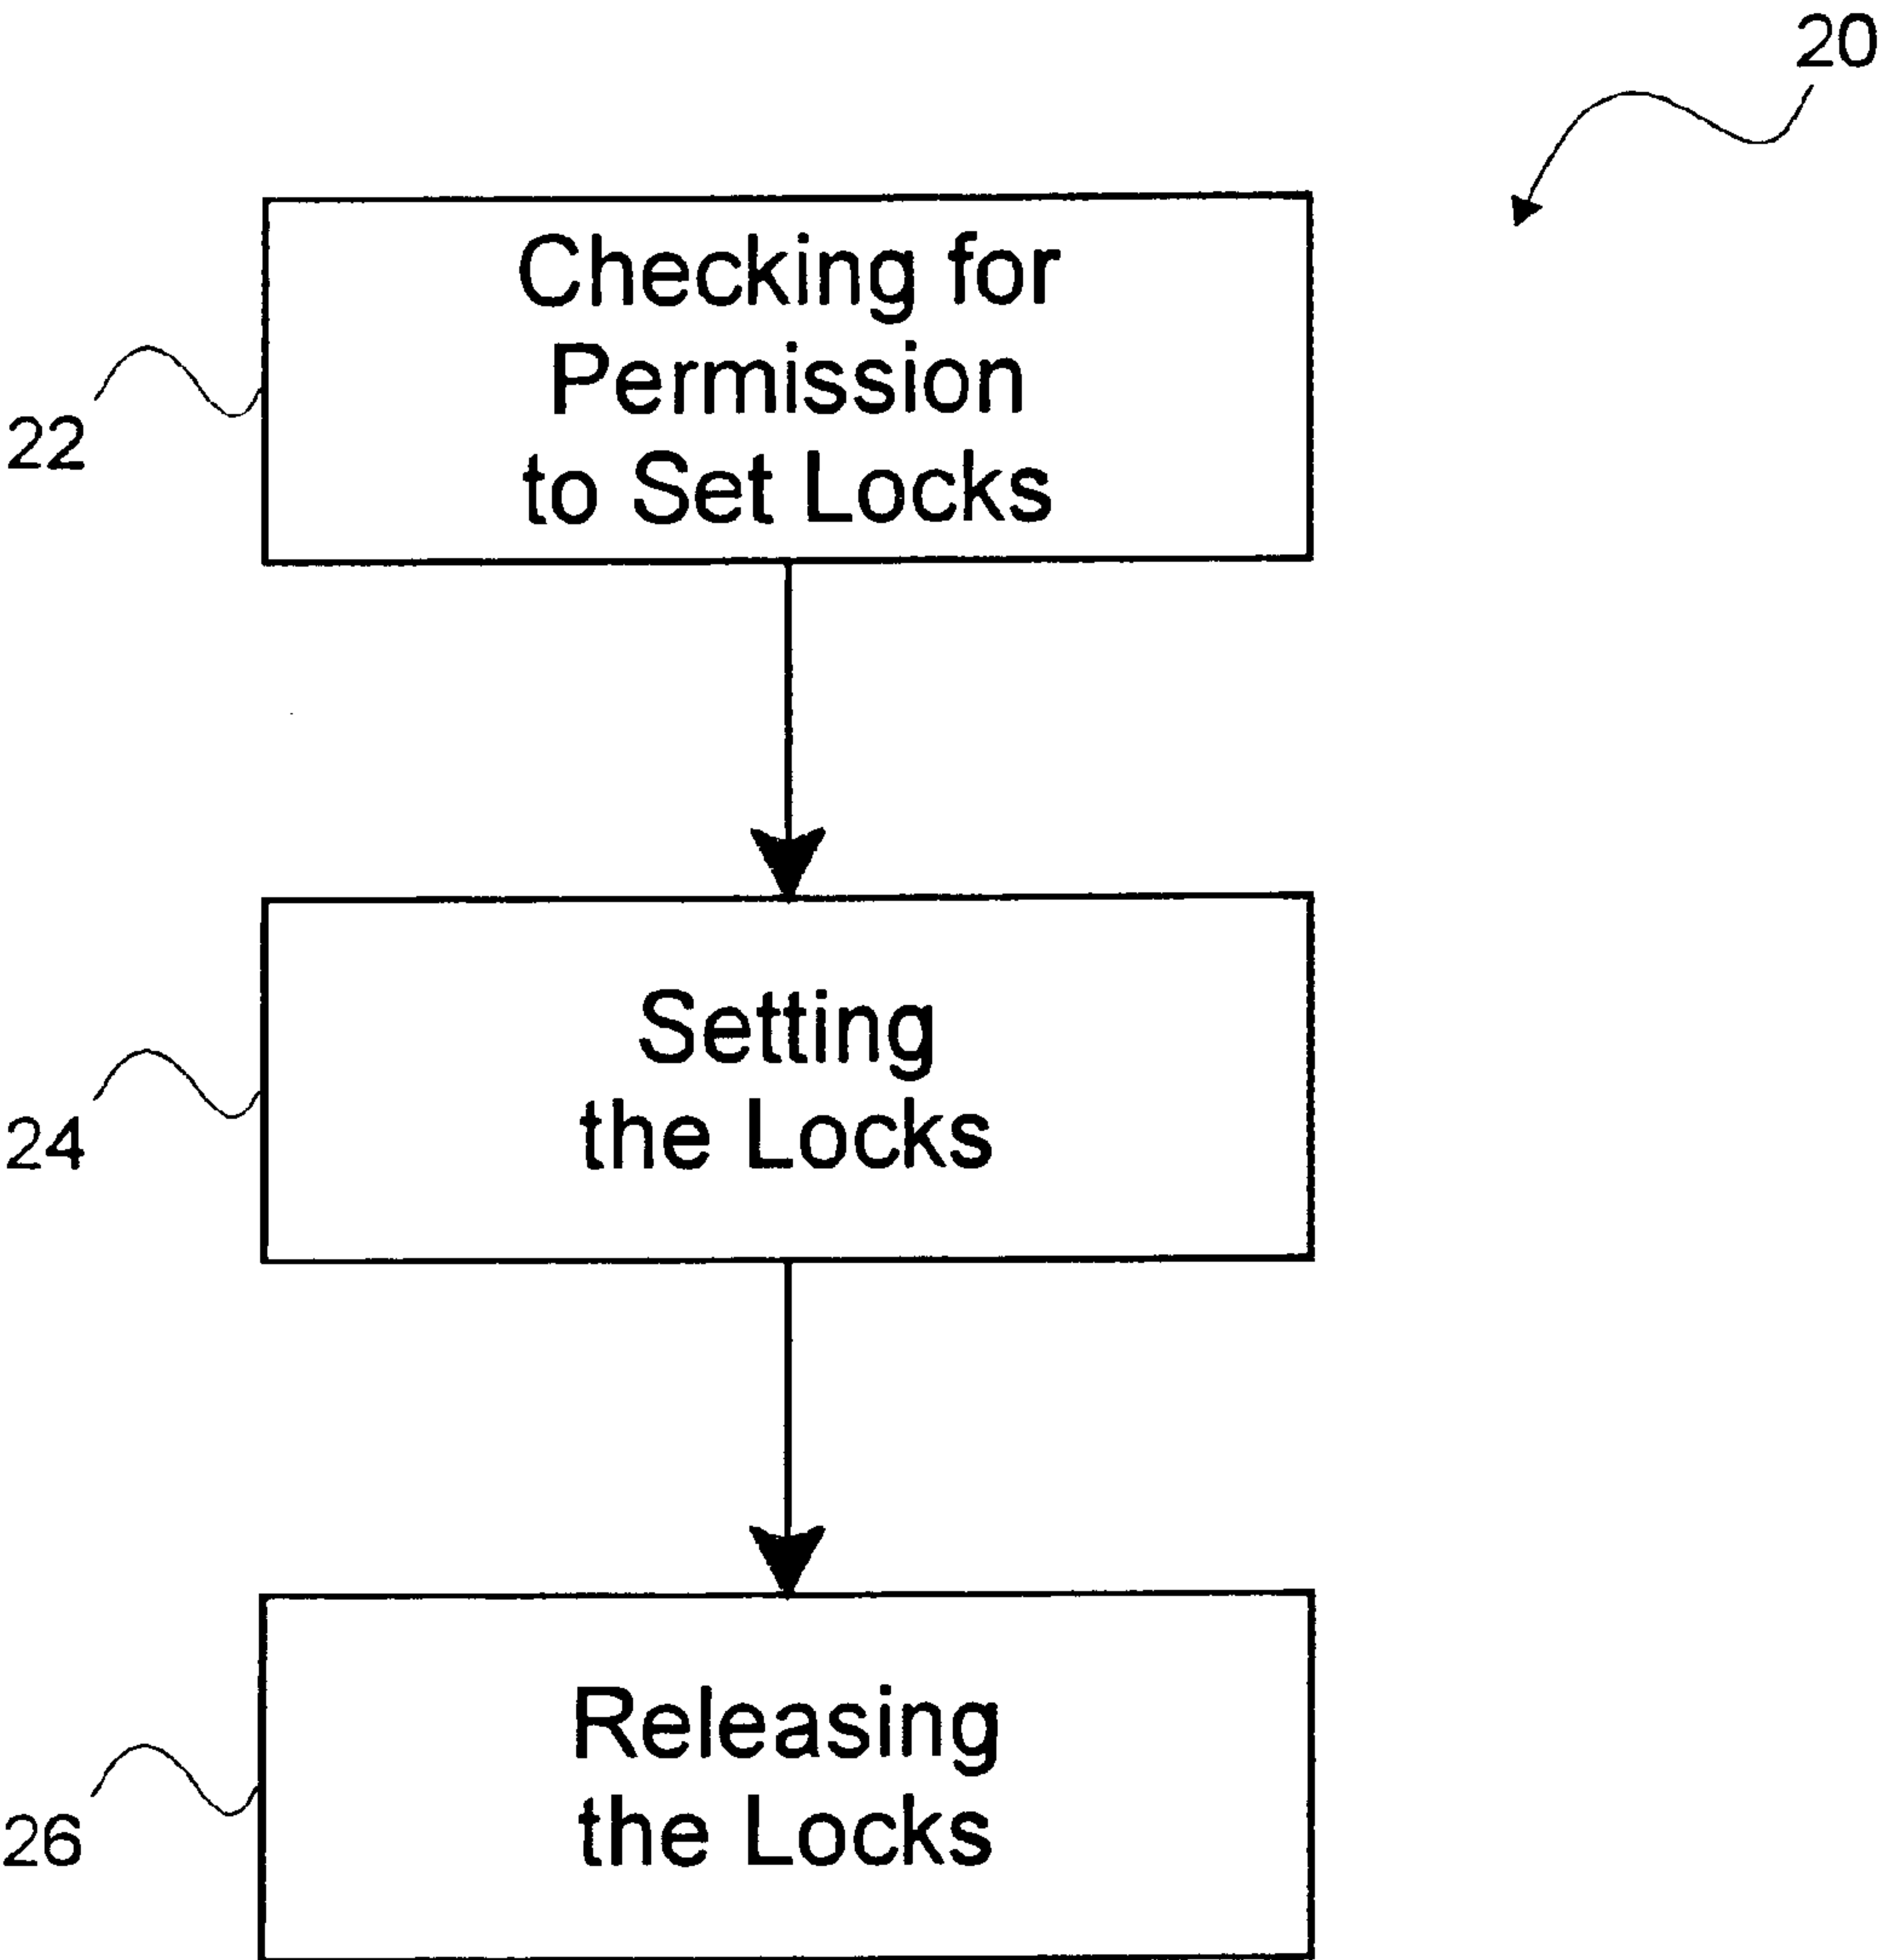 20
Checking for
Permission
to Set Locks
22
Setting
the Locks
24
Releasing
the Locks
26